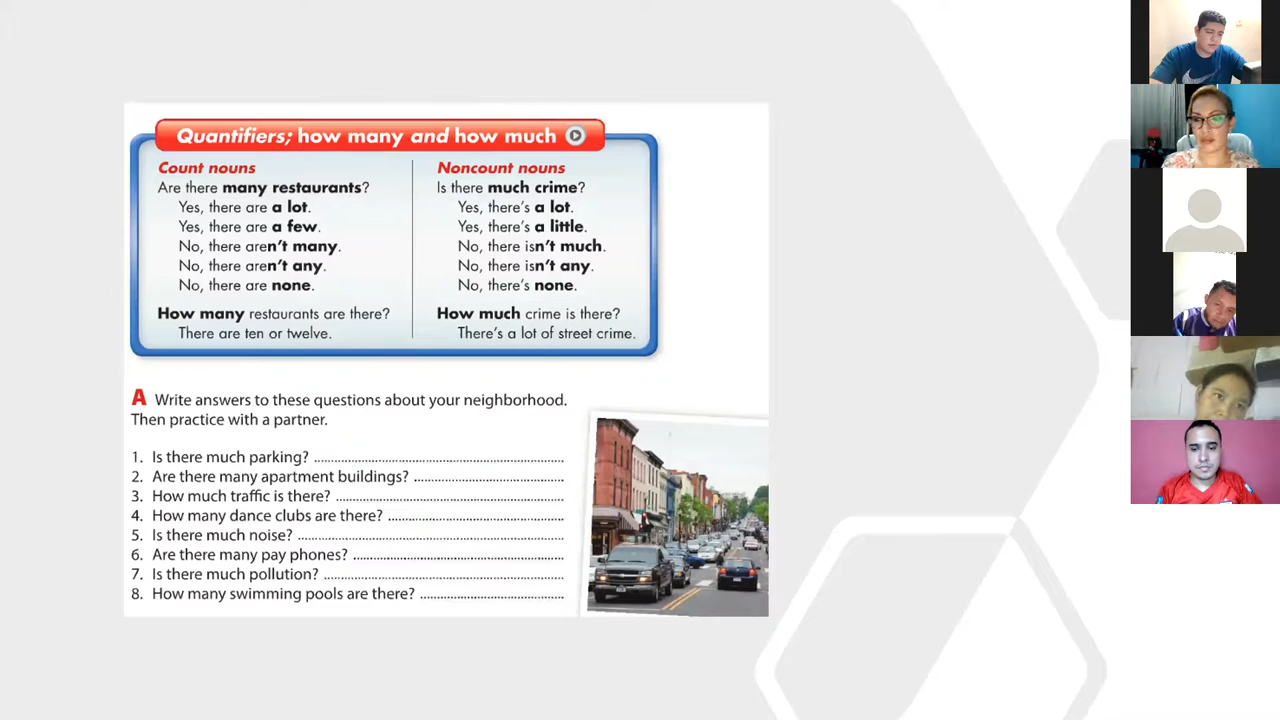 Quantifiers; how many and how much
Count nouns
Are there many restaurants?
Yes, there are a lot.
Yes, there are a few.
No, there aren't many.
No, there aren't any.
No, there are none.
How many restaurants are there?
There are ten or twelve.
Noncount nouns
Is there much crime?
Yes, there's a lot.
Yes, there's a little.
No, there isn't much.
No, there isn't any.
No, there's none.
How much crime is there?
There's a lot of street crime.
A Write answers to these questions about your neighborhood.
Then practice with a partner.
1. Is there much parking? ............................................................
2. Are there many apartment buildings? ....................................
3. How much traffic is there? ......................................................
4. How many dance clubs are there? ..........................................
5. Is there much noise? ................................................................
6. Are there many pay phones? ..................................................
7. Is there much pollution? .........................................................
8. How many swimming pools are there? ..................................